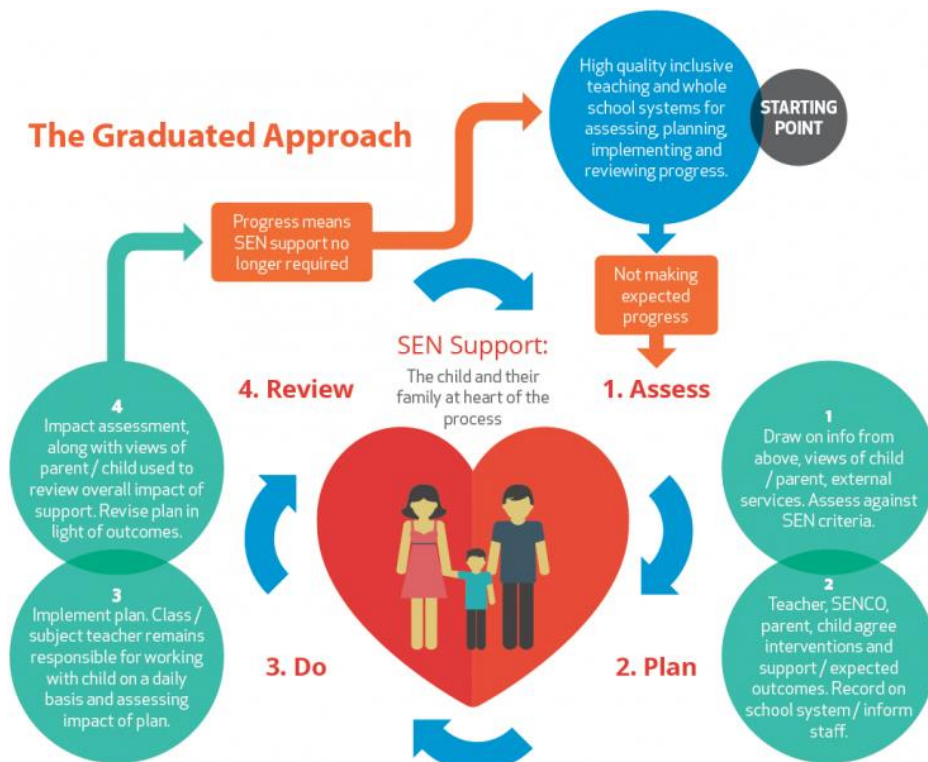 The Graduated Approach
High quality inclusive
teaching and whole
school systems for
assessing, planning,
implementing and
reviewing progress.
STARTING
POINT
Progress means
SEN support no
longer required
Not making
expected
progress
SEN Support:
The child and their
family at heart of the
process
4. Review
1. Assess
4
Impact assessment,
along with views of
parent / child used to
review overall impact of
support. Revise plan in
light of outcomes.
1
Draw on info from
above, views of child
/ parent, external
services. Assess against
SEN criteria.
3
Implement plan. Class /
subject teacher remains
responsible for working
with child on a daily
basis and assessing
impact of plan.
3. Do
2. Plan
2
Teacher, SENCO,
parent, child agree
interventions and
support / expected
outcomes. Record on
school system / inform
staff.